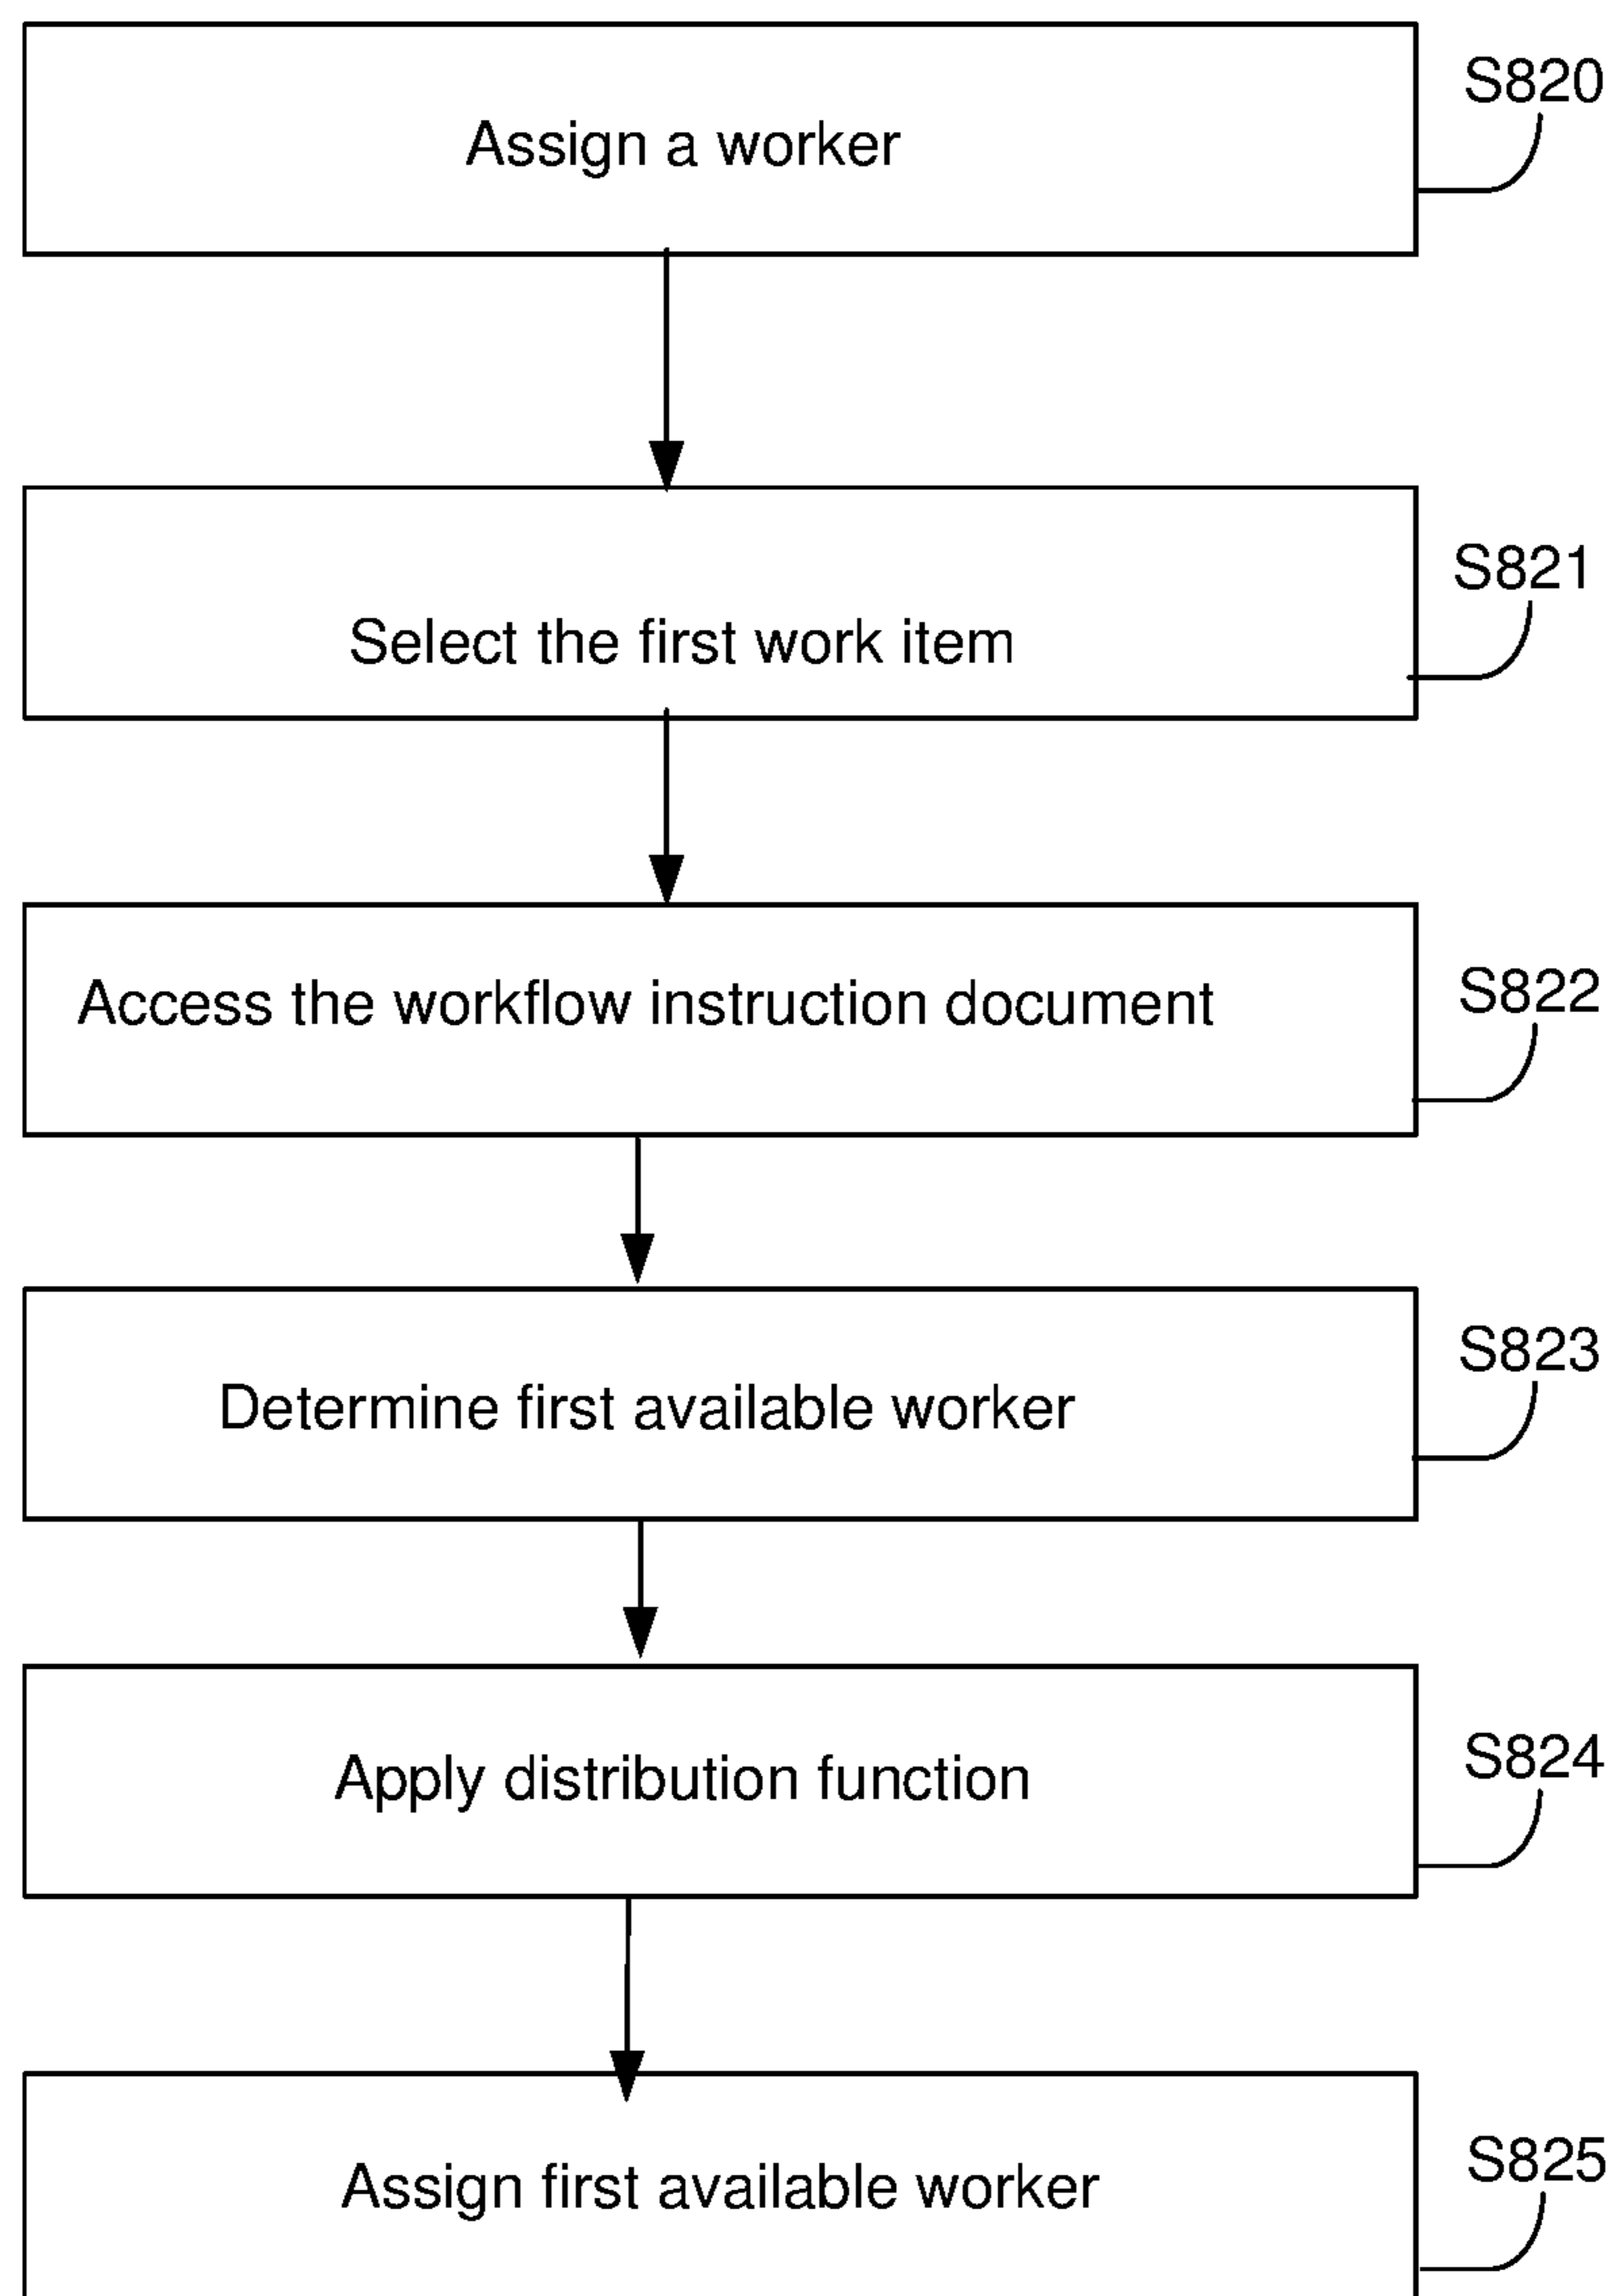 Assign a worker
S820
Select the first work item
S821
Access the workflow instruction document
S822
Determine first available worker
S823
Apply distribution function
S824
Assign first available worker
S825